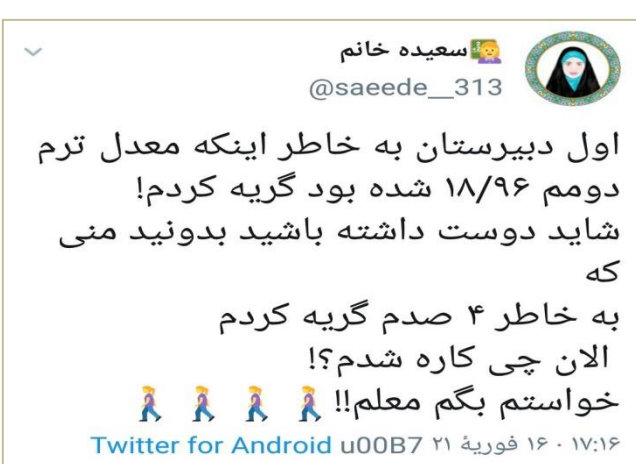 سعیده خانم
@saeede__313
اول دبیرستان به خاطر اینکه معدل ترم
دومم ۱۸/۹۶ شده بود گریه کردم!
شاید دوست داشته باشید بدونید منی
که
به خاطر ۴ صدم گریه کردم
الان چی کاره شدم؟!
خواستم بگم معلم!!
۱۷:۱۶ · ۱۶ فوریهٔ ۲۱ u00B7 Twitter for Android